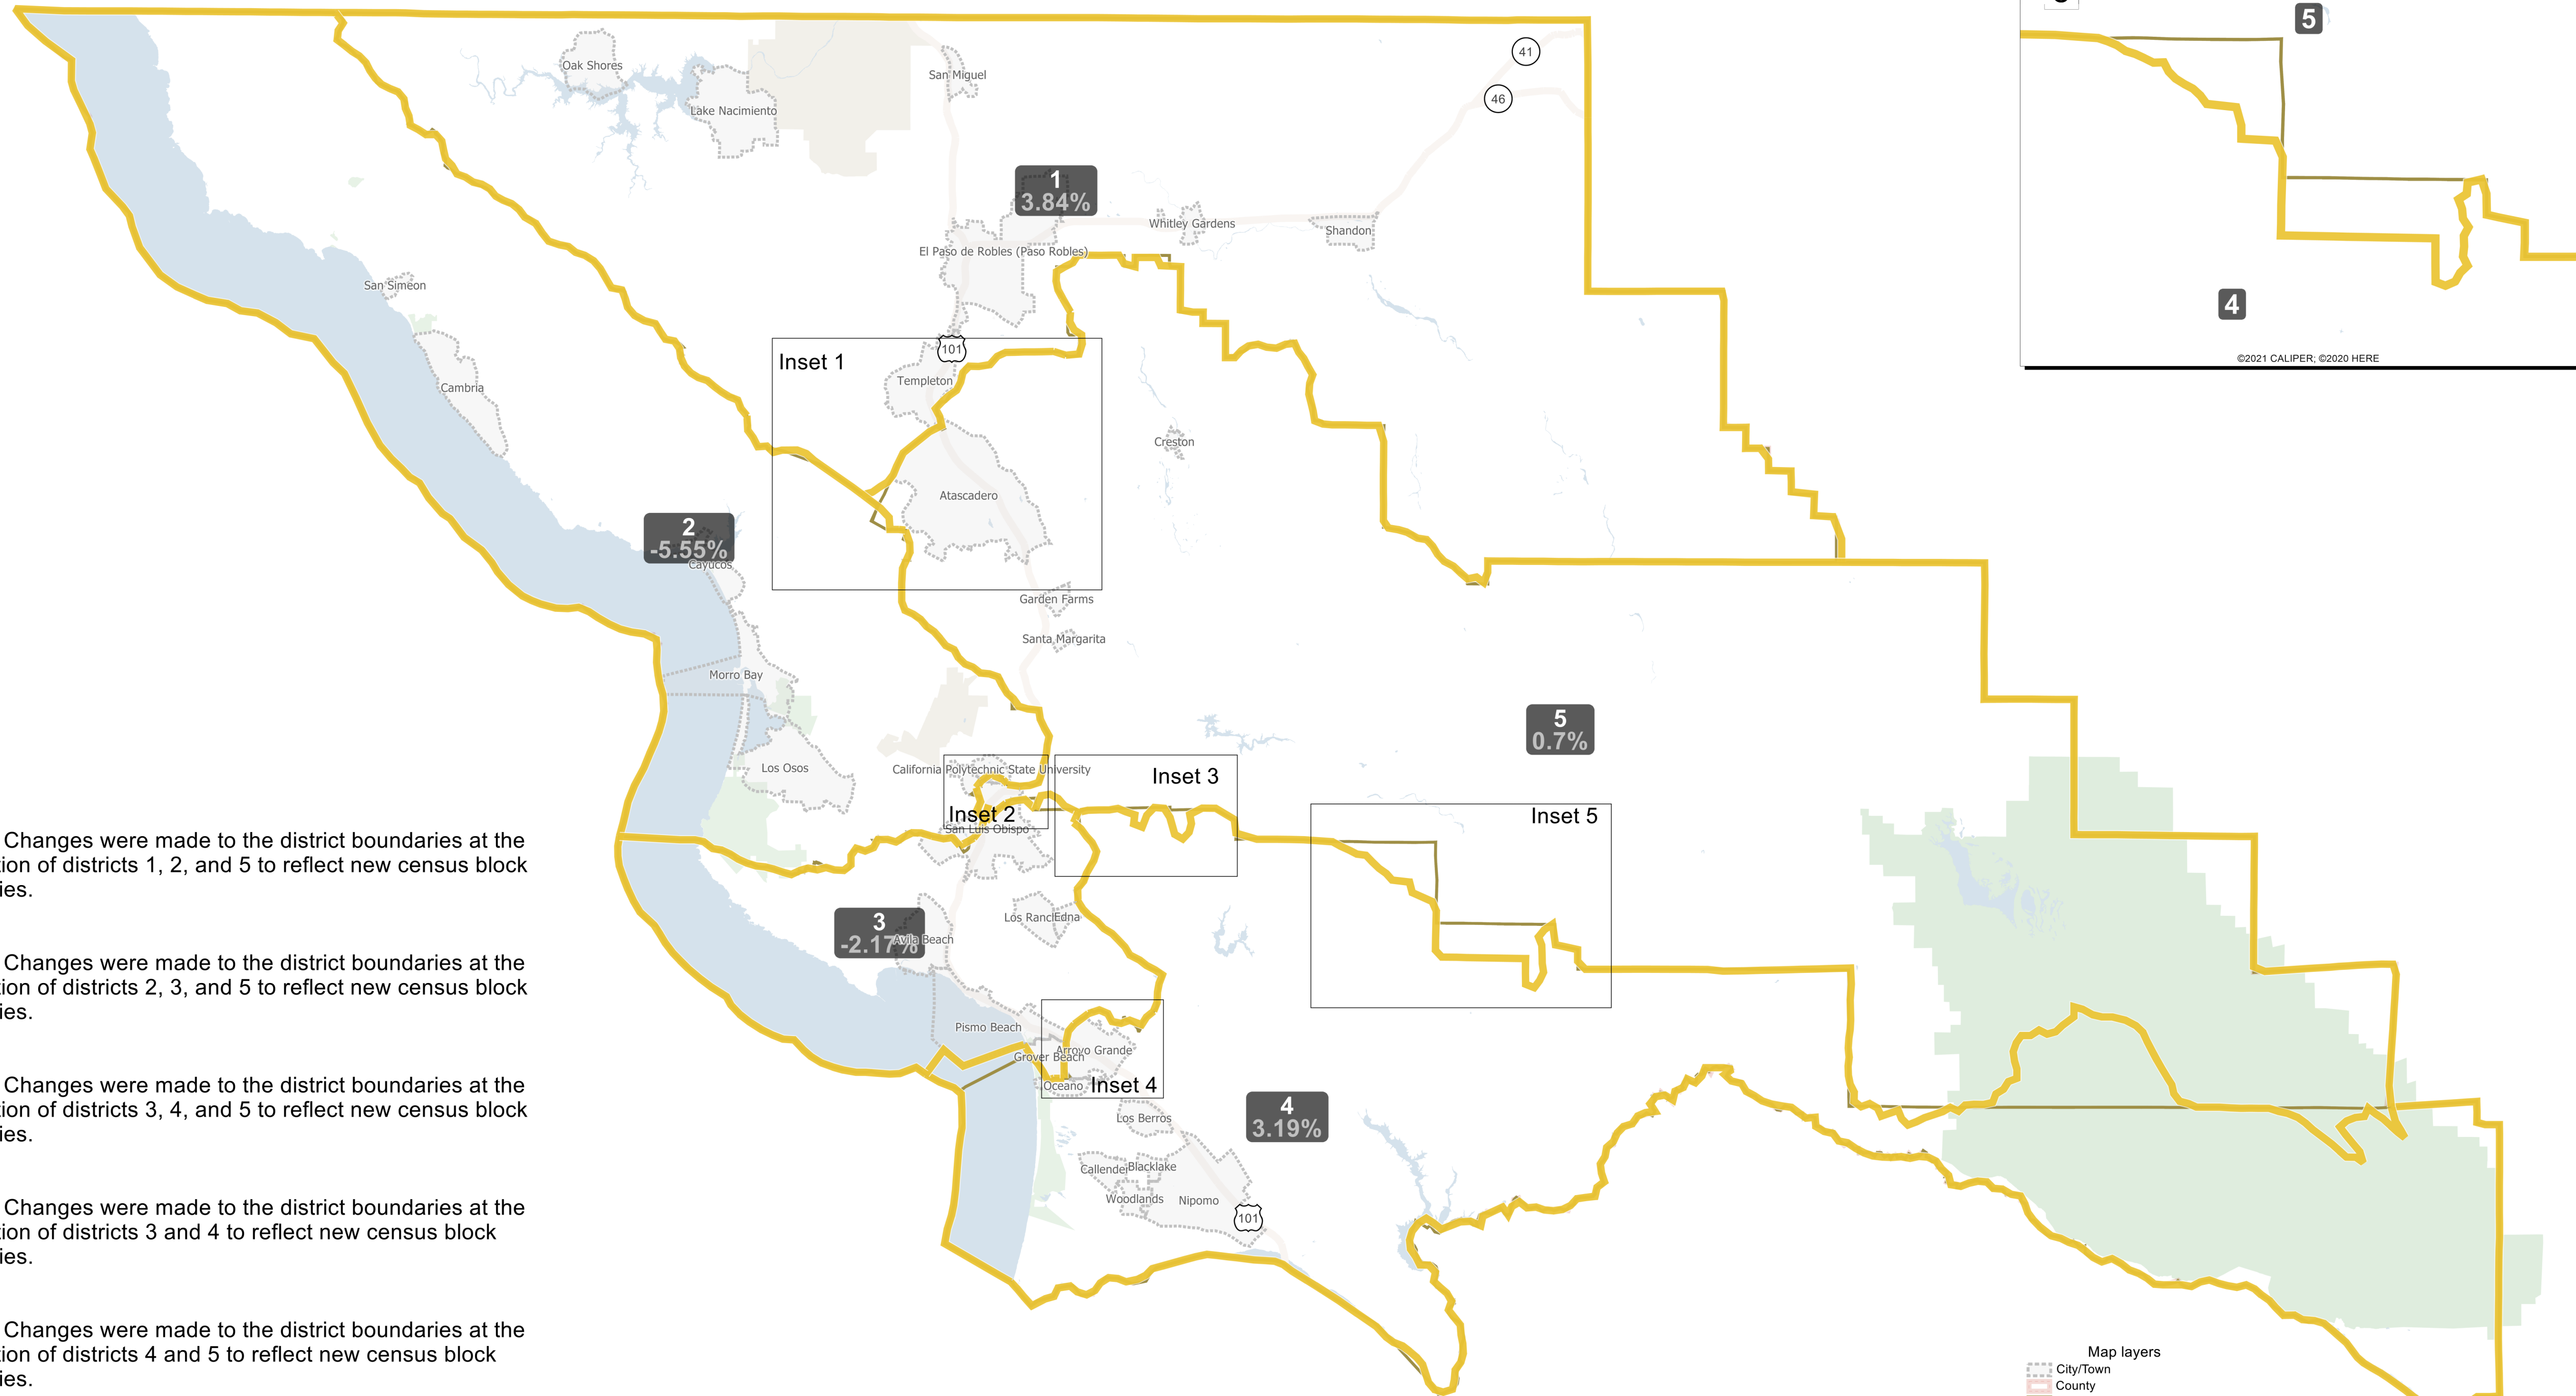 5
4
©2021 CALIPER; ©2020 HERE
41
46
Oak Shores
San Miguel
Lake Nacimiento
1
3.84%
Whitley Gardens
Shandon
El Paso de Robles (Paso Robles)
San Simeon
Inset 1
101
Templeton
Cambria
Creston
Atascadero
2
-5.55%
Cayucos
Garden Farms
Santa Margarita
Morro Bay
5
0.7%
Los Osos
California Polytechnic State University
Inset 3
Inset 2
San Luis Obispo
Inset 5
3
-2.17%
Avila Beach
Los Ranc
Edna
Pismo Beach
Arroyo Grande
Grover Beach
Oceano
Inset 4
Los Berros
4
3.19%
Callender
Blacklake
Woodlands
Nipomo
101
Changes were made to the district boundaries at the
tion of districts 1, 2, and 5 to reflect new census block
ies.
Changes were made to the district boundaries at the
tion of districts 2, 3, and 5 to reflect new census block
ies.
Changes were made to the district boundaries at the
tion of districts 3, 4, and 5 to reflect new census block
ies.
Changes were made to the district boundaries at the
tion of districts 3 and 4 to reflect new census block
ies.
Changes were made to the district boundaries at the
tion of districts 4 and 5 to reflect new census block
ies.
Map layers
City/Town
County